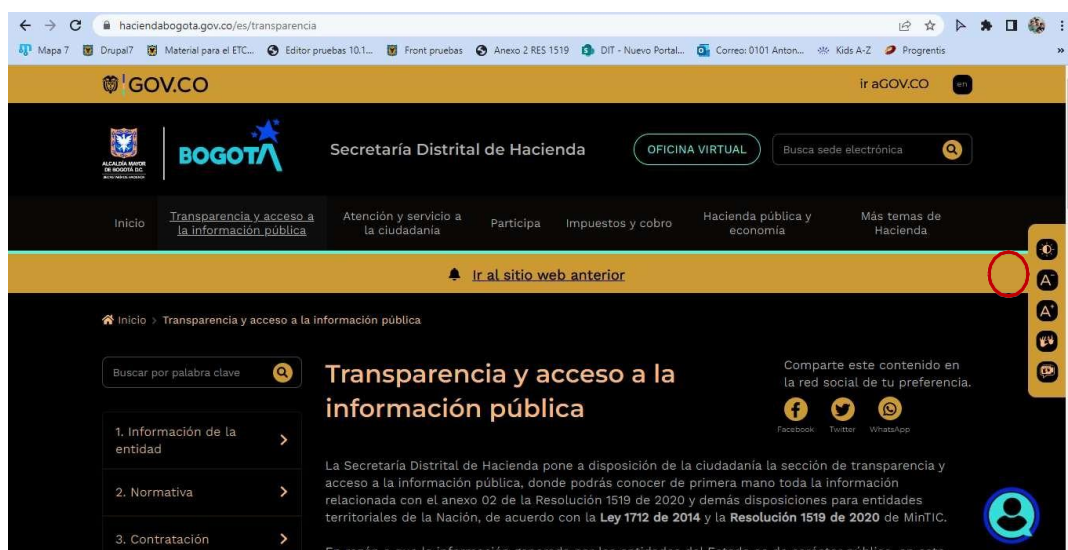 haciendabogota.gov.co/es/transparencia
Mapa 7 Drupal7 Material para el ETC... Editor pruebas 10.1... Front pruebas Anexo 2 RES 1519 DIT - Nuevo Portal... Correo: 0101 Anton... Kids A-Z Progrentis »
GOV.CO ir aGOV.CO en
ALCALDÍA MAYOR
DE BOGOTÁ D.C.
BOGOTÁ Secretaría Distrital de Hacienda OFICINA VIRTUAL Busca sede electrónica
Inicio Transparencia y acceso a la información pública Atención y servicio a la ciudadanía Participa Impuestos y cobro Hacienda pública y economía Más temas de Hacienda
Ir al sitio web anterior
A-
A+
Inicio > Transparencia y acceso a la información pública
Buscar por palabra clave
1. Información de la
entidad
2. Normativa
3. Contratación
Transparencia y acceso a la
información pública
Comparte este contenido en
la red social de tu preferencia.
Facebook Twitter WhatsApp
La Secretaría Distrital de Hacienda pone a disposición de la ciudadanía la sección de transparencia y
acceso a la información pública, donde podrás conocer de primera mano toda la información
relacionada con el anexo 02 de la Resolución 1519 de 2020 y demás disposiciones para entidades
territoriales de la Nación, de acuerdo con la Ley 1712 de 2014 y la Resolución 1519 de 2020 de MinTIC.